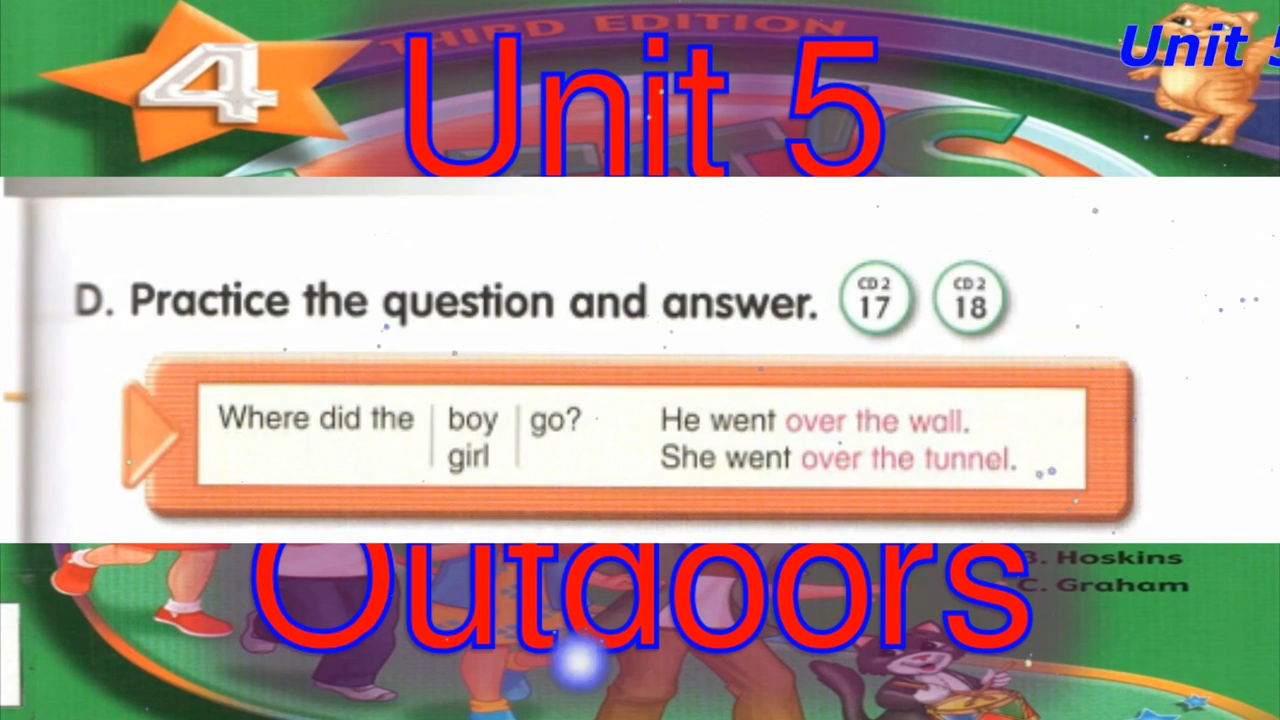 4
THIRD EDITION
Unit 5
Unit 5
D. Practice the question and answer.
CD 2
17
CD 2
18
Where did the boy go? He went over the wall.
girl She went over the tunnel.
Outdoors
B. Hoskins
C. Graham